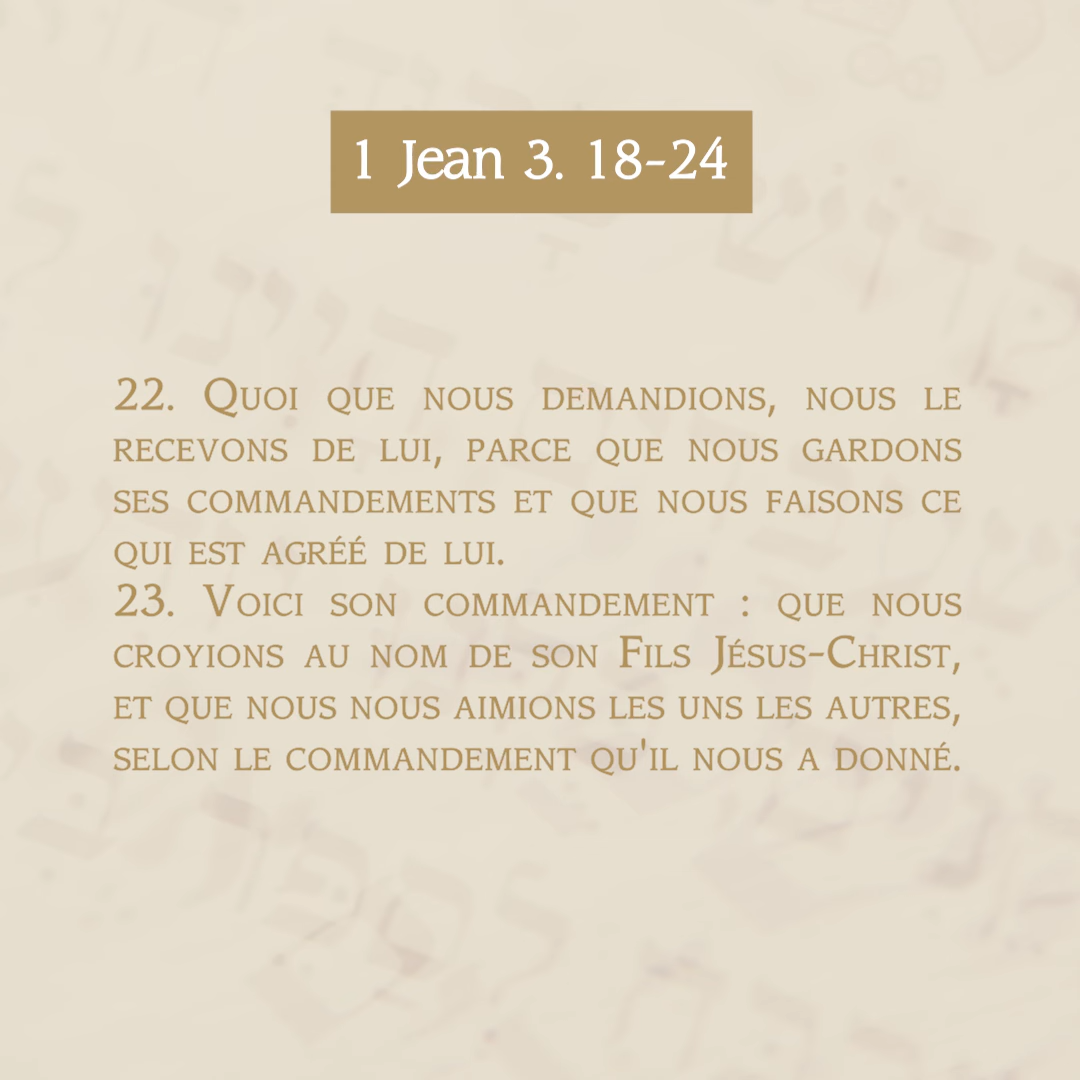 1 Jean 3. 18-24
22. Quoi que nous demandions, nous le
recevons de lui, parce que nous gardons
ses commandements et que nous faisons ce
qui est agréé de lui.
23. Voici son commandement : que nous
croyions au nom de son Fils Jésus-Christ,
et que nous nous aimions les uns les autres,
selon le commandement qu'il nous a donné.